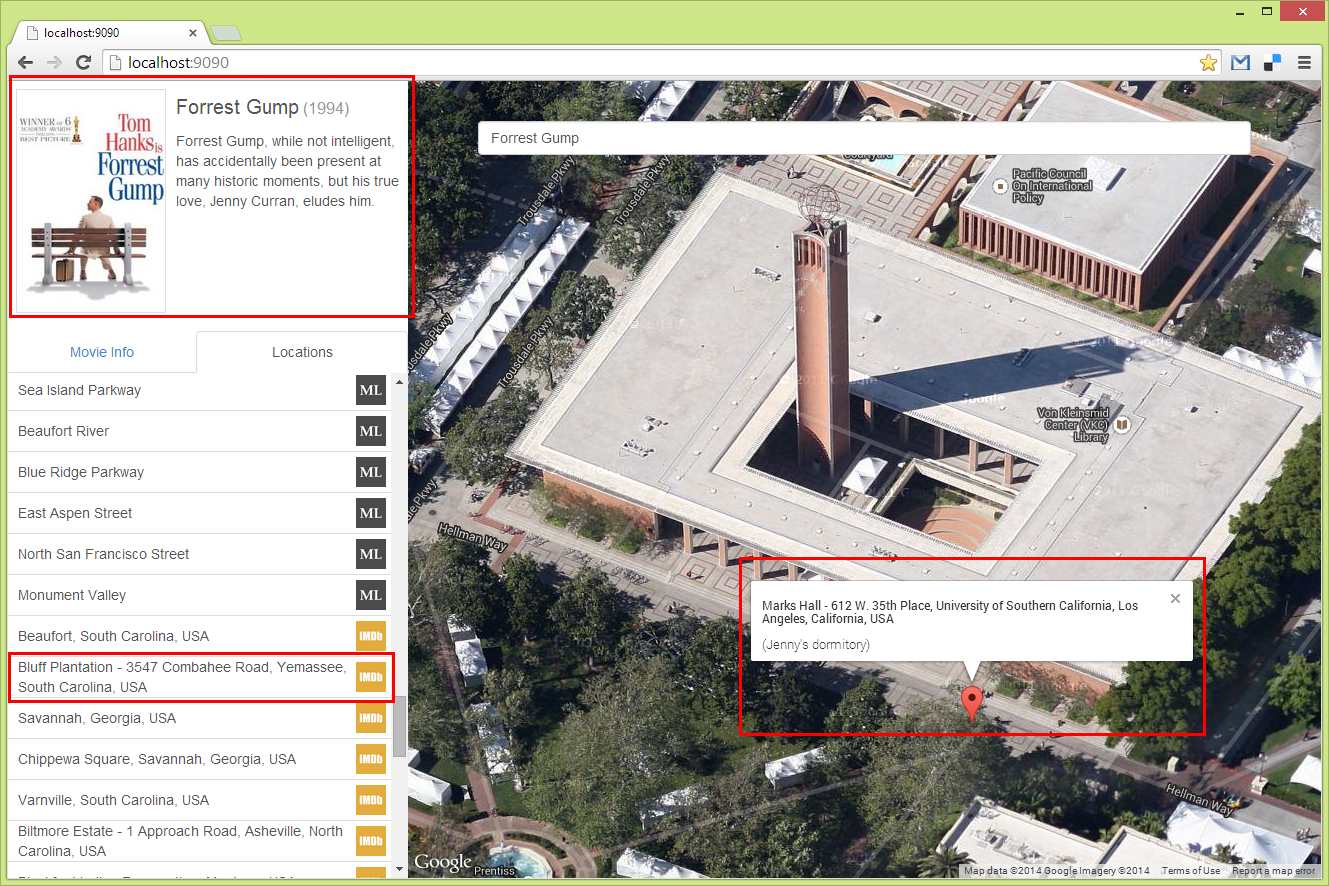 localhost:9090
localhost:9090
WINNER of 6
ACADEMY AWARDS
BEST PICTURE
Tom
Hanks is
Forrest
Gump
Forrest Gump (1994)
Forrest Gump, while not intelligent,
has accidentally been present at
many historic moments, but his true
love, Jenny Curran, eludes him.
Movie Info
Locations
Sea Island Parkway
ML
Beaufort River
ML
Blue Ridge Parkway
ML
East Aspen Street
ML
North San Francisco Street
ML
Monument Valley
ML
Beaufort, South Carolina, USA
IMDb
Bluff Plantation - 3547 Combahee Road, Yemassee,
South Carolina, USA
IMDb
Savannah, Georgia, USA
IMDb
Chippewa Square, Savannah, Georgia, USA
IMDb
Varnville, South Carolina, USA
IMDb
Biltmore Estate - 1 Approach Road, Asheville, North
Carolina, USA
IMDb
Forrest Gump
Courtyard
Pacific Council
On International
Policy
Trousdale Pkwy
Trousdale Pkwy
Trousdale Pkwy
Trousdale Pkwy
Von Kleinsmid
Center (VKC)
Library
Hellman Way
Marks Hall - 612 W. 35th Place, University of Southern California, Los
Angeles, California, USA
(Jenny's dormitory)
Hellman Way
Google
Prentiss
Map data ©2014 Google Imagery ©2014
Terms of Use
Report a map error